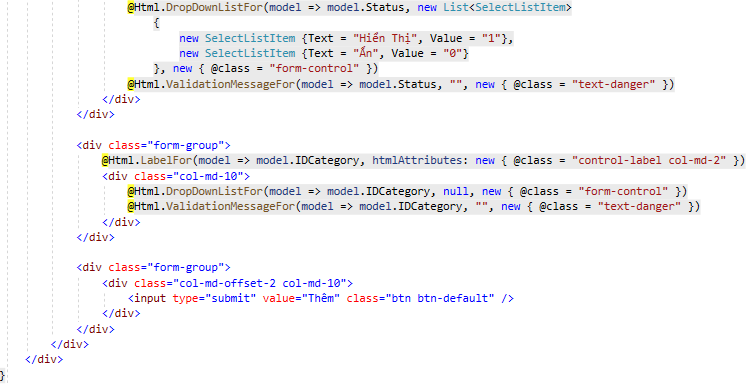 @Html.DropDownListFor(model => model.Status, new List<SelectListItem>
{
new SelectListItem {Text = "Hiển Thị", Value = "1"},
new SelectListItem {Text = "Ẩn", Value = "0"}
}, new { @class = "form-control" })
@Html.ValidationMessageFor(model => model.Status, "", new { @class = "text-danger" })
</div>
</div>
<div class="form-group">
@Html.LabelFor(model => model.IDCategory, htmlAttributes: new { @class = "control-label col-md-2" })
<div class="col-md-10">
@Html.DropDownListFor(model => model.IDCategory, null, new { @class = "form-control" })
@Html.ValidationMessageFor(model => model.IDCategory, "", new { @class = "text-danger" })
</div>
</div>
<div class="form-group">
<div class="col-md-offset-2 col-md-10">
<input type="submit" value="Thêm" class="btn btn-default" />
</div>
</div>
</div>
</div>
}